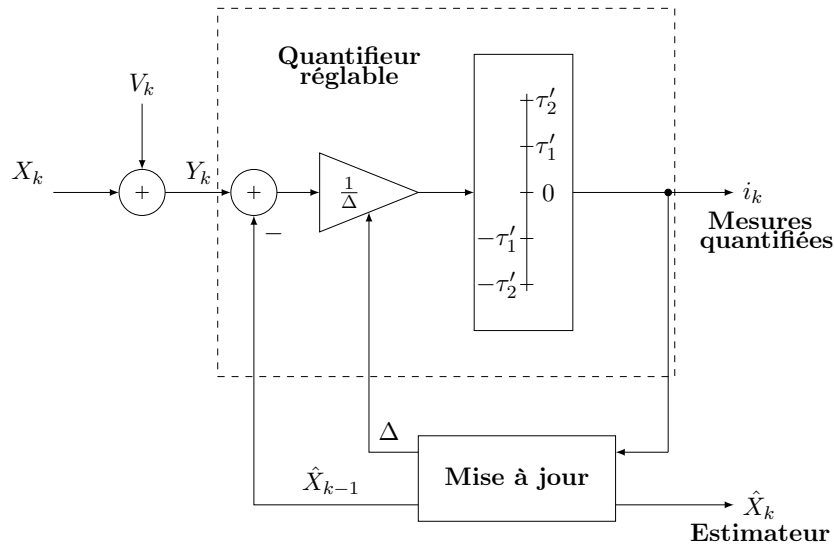 Quantifieur
réglable
V_k
τ′_2
τ′_1
X_k
+
Y_k
+
1/Δ
0
i_k
−
Mesures
quantifiées
−τ′_1
−τ′_2
Δ
Mise à jour
X̂_{k−1}
X̂_k
Estimateur